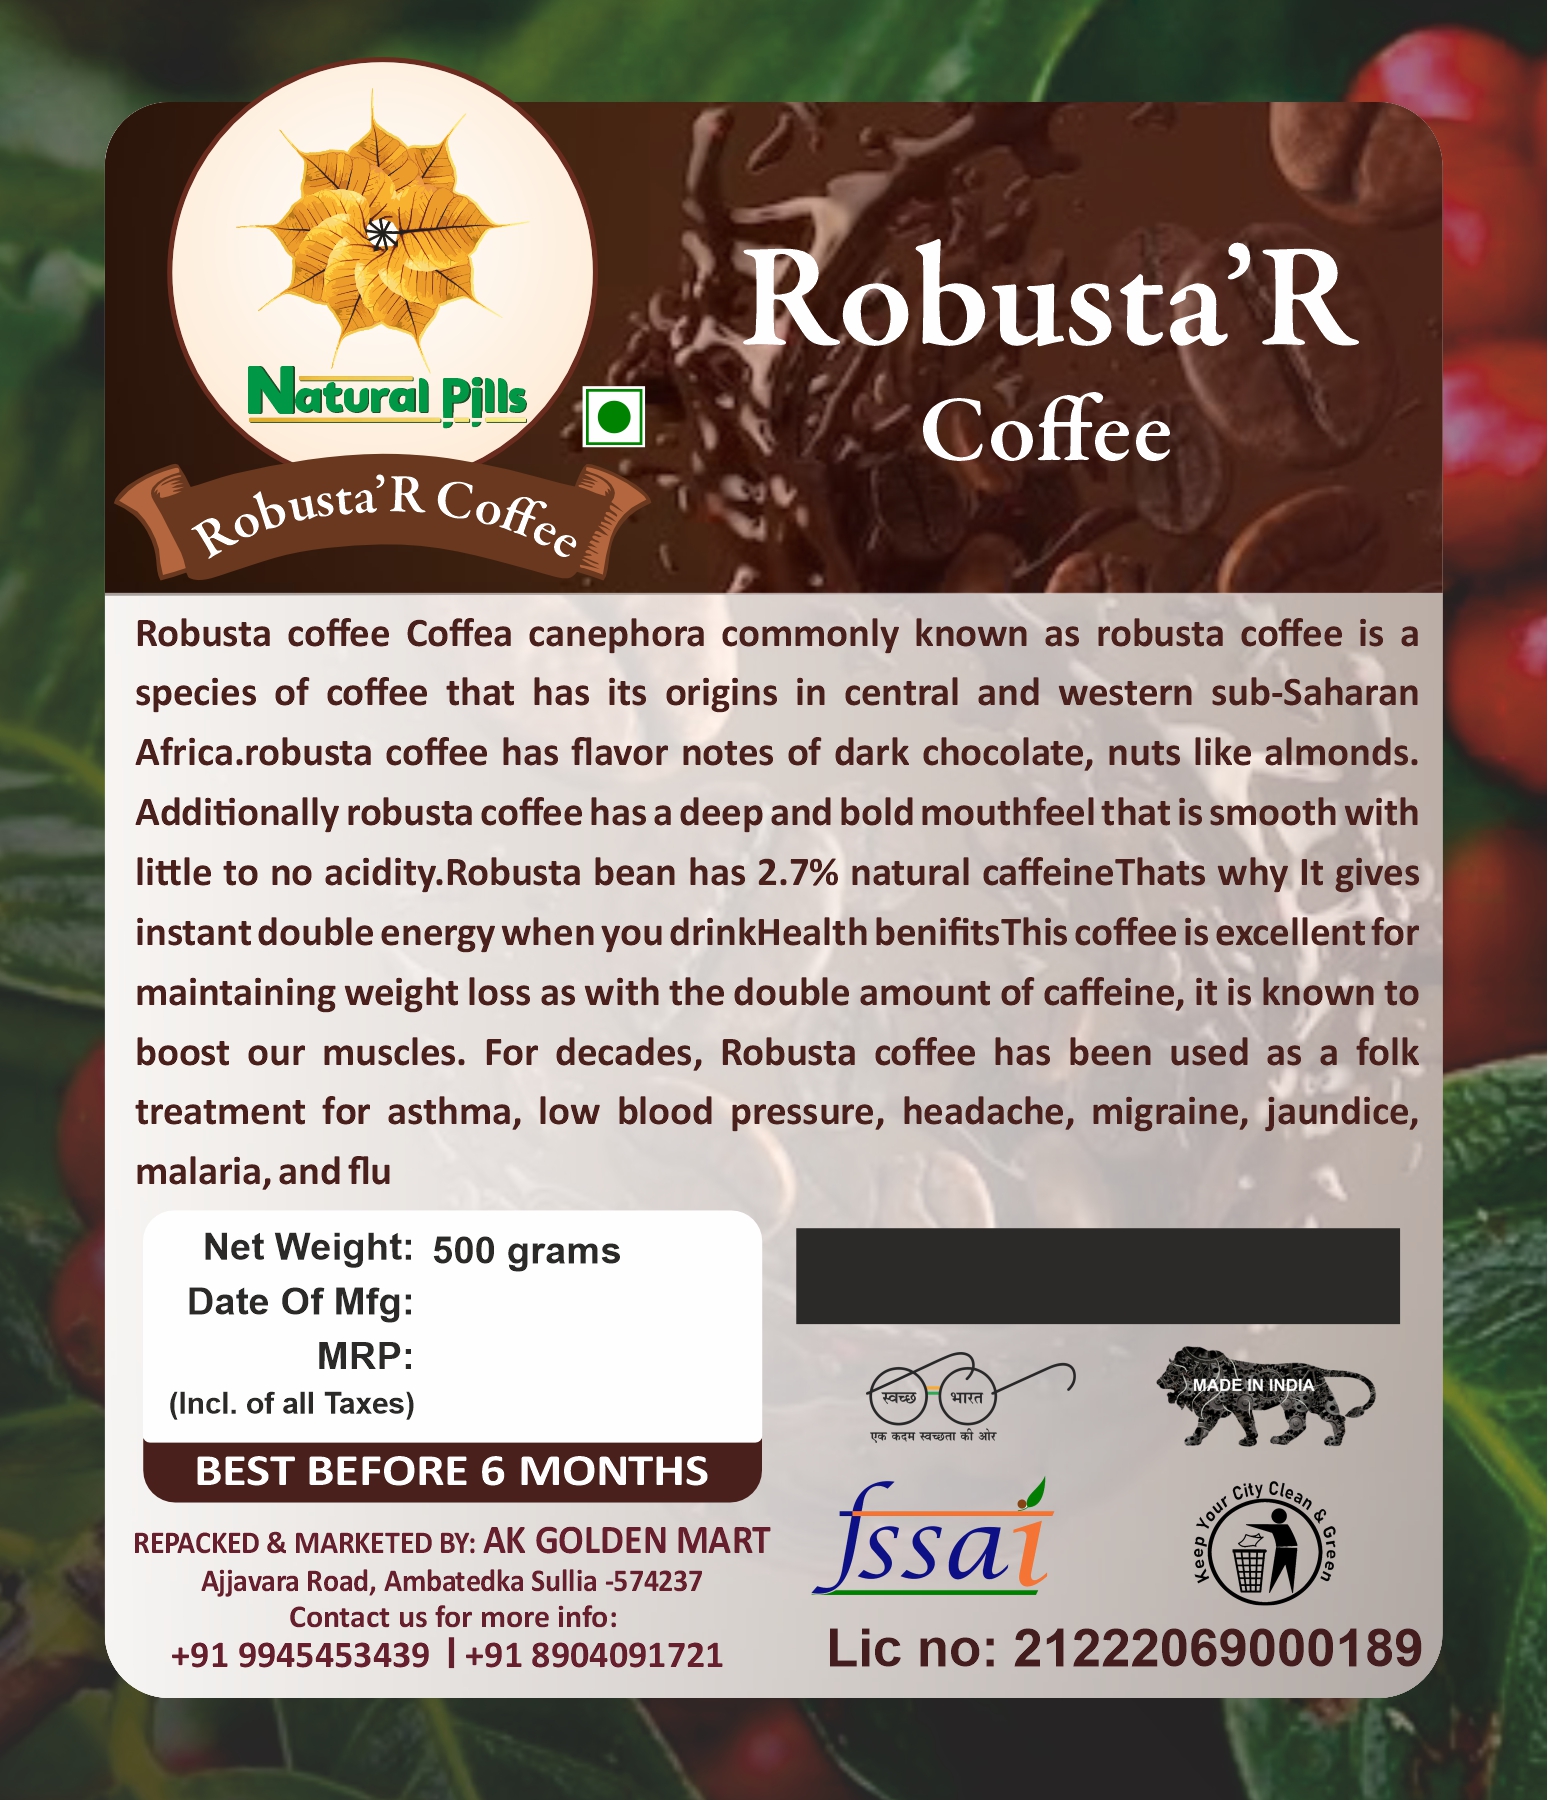 Natural Pills
Robusta'R Coffee
Robusta'R
Coffee
Robusta coffee Coffea canephora commonly known as robusta coffee is a
species of coffee that has its origins in central and western sub-Saharan
Africa.robusta coffee has flavor notes of dark chocolate, nuts like almonds.
Additionally robusta coffee has a deep and bold mouthfeel that is smooth with
little to no acidity.Robusta bean has 2.7% natural caffeineThats why It gives
instant double energy when you drinkHealth benifitsThis coffee is excellent for
maintaining weight loss as with the double amount of caffeine, it is known to
boost our muscles. For decades, Robusta coffee has been used as a folk
treatment for asthma, low blood pressure, headache, migraine, jaundice,
malaria, and flu
Net Weight: 500 grams
Date Of Mfg:
MRP:
(Incl. of all Taxes)
BEST BEFORE 6 MONTHS
REPACKED & MARKETED BY: AK GOLDEN MART
Ajjavara Road, Ambatedka Sullia -574237
Contact us for more info:
+91 9945453439 | +91 8904091721
स्वच्छ भारत
एक कदम स्वच्छता की ओर
MADE IN INDIA
fssai
Keep Your City Clean & Green
Lic no: 21222069000189